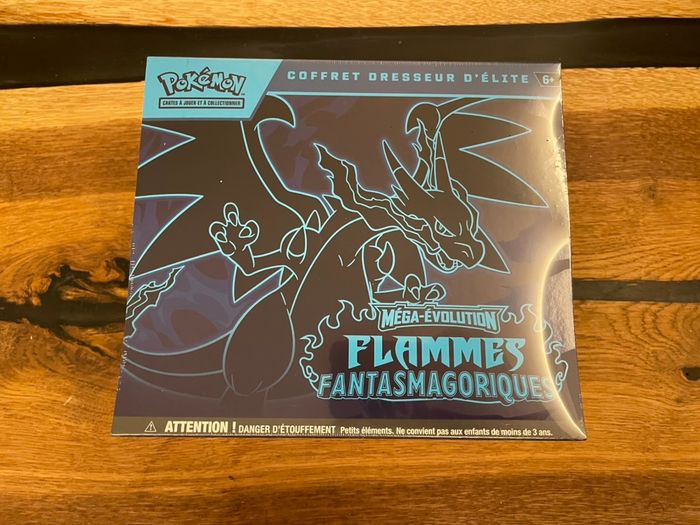 POKéMON
CARTES À JOUER ET À COLLECTIONNER
COFFRET DRESSEUR D'ÉLITE 6+
MÉGA-ÉVOLUTION
FLAMMES
FANTASMAGORIQUES
ATTENTION ! DANGER D'ÉTOUFFEMENT Petits éléments. Ne convient pas aux enfants de moins de 3 ans.